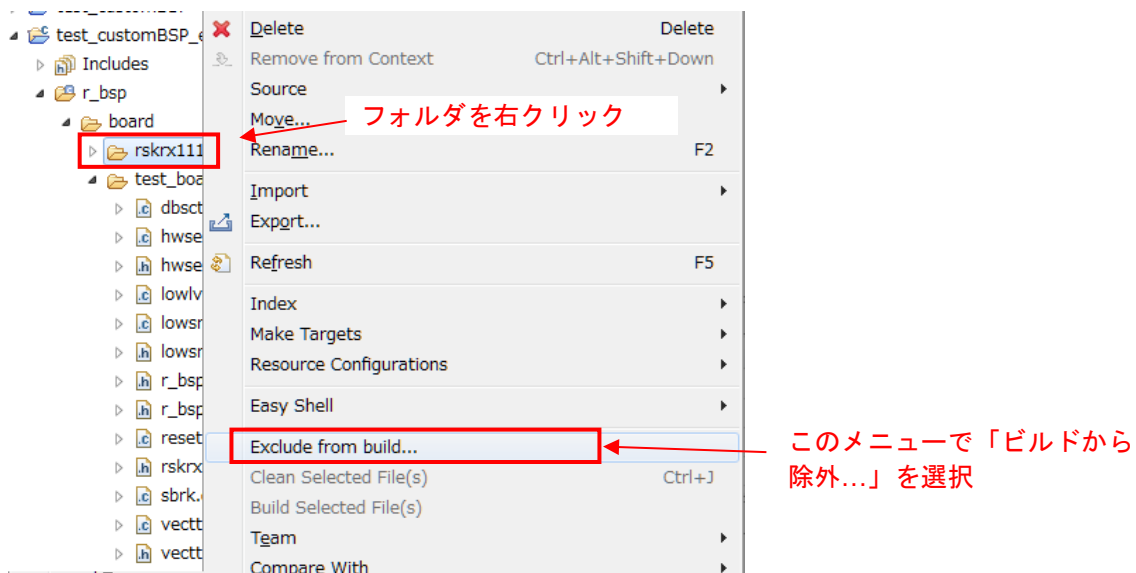 test_customBSP_e
Includes
r_bsp
board
rskrx111
test_boa
dbsct
hwse
hwse
lowlv
lowsr
lowsr
r_bsp
r_bsp
reset
rskrx
sbrk.
vectt
vectt
Delete Delete
Remove from Context Ctrl+Alt+Shift+Down
Source
Move...
Rename... F2
Import
Export...
Refresh F5
Index
Make Targets
Resource Configurations
Easy Shell
Exclude from build...
Clean Selected File(s) Ctrl+J
Build Selected File(s)
Team
Compare With
フォルダを右クリック
このメニューで「ビルドから
除外...」を選択